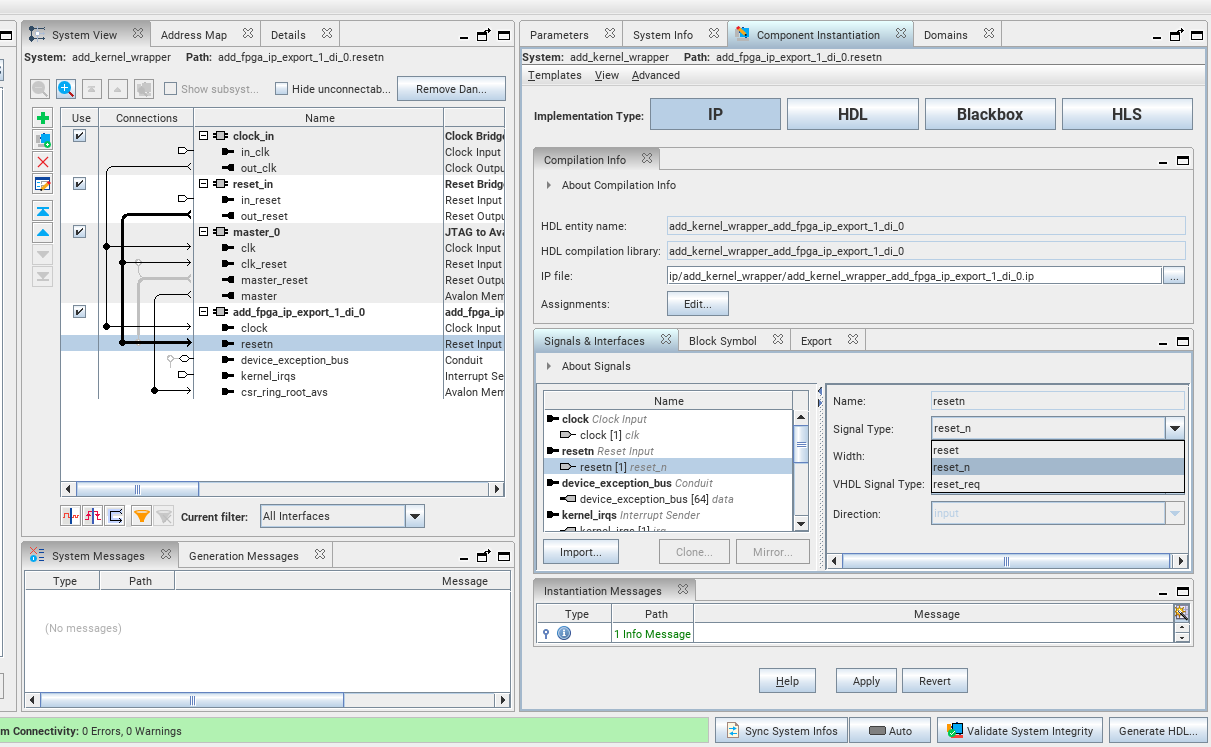 System View
Address Map
Details
System: add_kernel_wrapper Path: add_fpga_ip_export_1_di_0.resetn
Show subsyst...
Hide unconnectab...
Remove Dan...
Use Connections Name
clock_in Clock Bridg
in_clk Clock Input
out_clk Clock Outpu
reset_in Reset Bridg
in_reset Reset Input
out_reset Reset Outpu
master_0 JTAG to Ava
clk Clock Input
clk_reset Reset Input
master_reset Reset Outpu
master Avalon Mem
add_fpga_ip_export_1_di_0 add_fpga_ip
clock Clock Input
resetn Reset Input
device_exception_bus Conduit
kernel_irqs Interrupt Se
csr_ring_root_avs Avalon Mem
Current filter: All Interfaces
System Messages
Generation Messages
Type Path Message
(No messages)
m Connectivity: 0 Errors, 0 Warnings
Parameters
System Info
Component Instantiation
Domains
System: add_kernel_wrapper Path: add_fpga_ip_export_1_di_0.resetn
Templates View Advanced
Implementation Type: IP HDL Blackbox HLS
Compilation Info
About Compilation Info
HDL entity name: add_kernel_wrapper_add_fpga_ip_export_1_di_0
HDL compilation library: add_kernel_wrapper_add_fpga_ip_export_1_di_0
IP file: ip/add_kernel_wrapper/add_kernel_wrapper_add_fpga_ip_export_1_di_0.ip ...
Assignments: Edit...
Signals & Interfaces
Block Symbol
Export
About Signals
Name
clock Clock Input
clock [1] clk
resetn Reset Input
resetn [1] reset_n
device_exception_bus Conduit
device_exception_bus [64] data
kernel_irqs Interrupt Sender
kernel_irqs [1] irq
Import... Clone... Mirror...
Name: resetn
Signal Type: reset_n
reset
Width:
reset_n
VHDL Signal Type:
reset_req
Direction: input
Instantiation Messages
Type Path Message
1 Info Message
Help Apply Revert
Sync System Infos Auto Validate System Integrity Generate HDL...